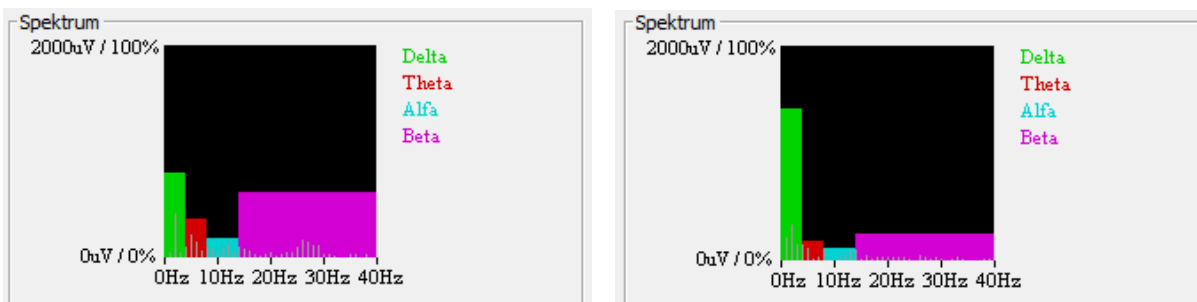 Spektrum
2000uV / 100%
Delta
Theta
Alfa
Beta
0uV / 0%
0Hz 10Hz 20Hz 30Hz 40Hz
Spektrum
2000uV / 100%
Delta
Theta
Alfa
Beta
0uV / 0%
0Hz 10Hz 20Hz 30Hz 40Hz